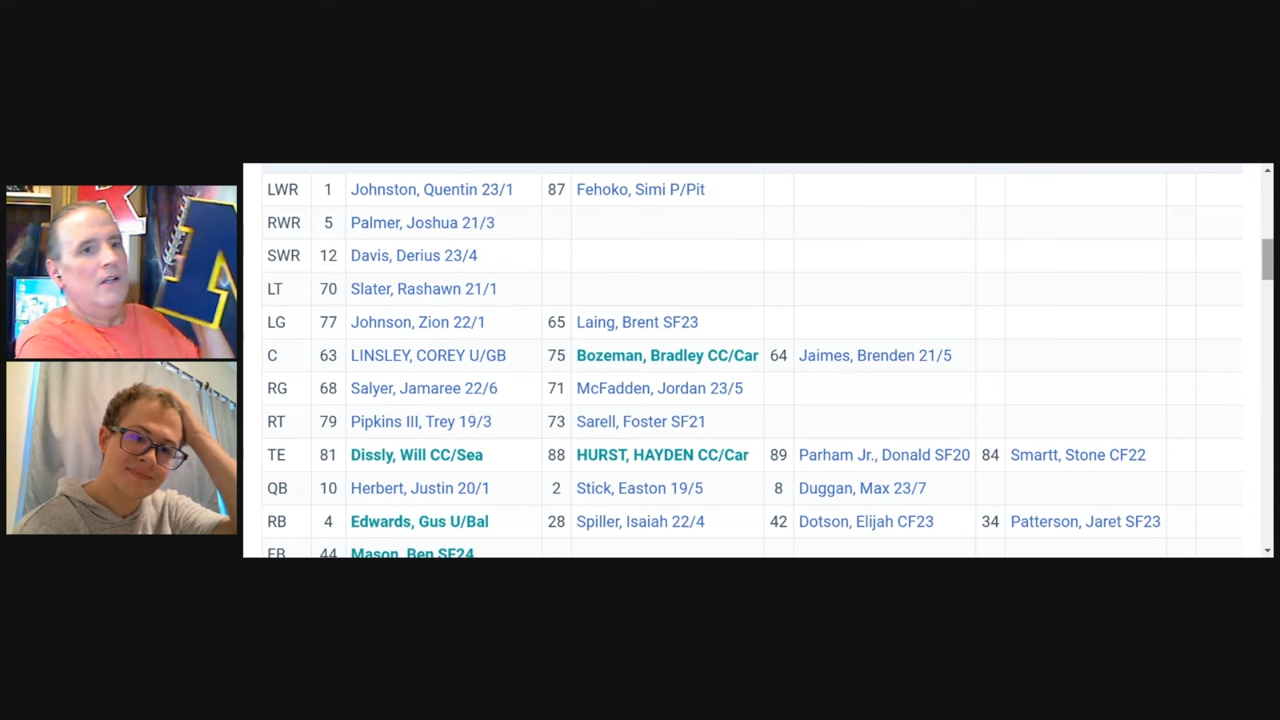 LWR 1 Johnston, Quentin 23/1 87 Fehoko, Simi P/Pit
RWR 5 Palmer, Joshua 21/3
SWR 12 Davis, Derius 23/4
LT 70 Slater, Rashawn 21/1
LG 77 Johnson, Zion 22/1 65 Laing, Brent SF23
C 63 LINSLEY, COREY U/GB 75 Bozeman, Bradley CC/Car 64 Jaimes, Brenden 21/5
RG 68 Salyer, Jamaree 22/6 71 McFadden, Jordan 23/5
RT 79 Pipkins III, Trey 19/3 73 Sarell, Foster SF21
TE 81 Dissly, Will CC/Sea 88 HURST, HAYDEN CC/Car 89 Parham Jr., Donald SF20 84 Smartt, Stone CF22
QB 10 Herbert, Justin 20/1 2 Stick, Easton 19/5 8 Duggan, Max 23/7
RB 4 Edwards, Gus U/Bal 28 Spiller, Isaiah 22/4 42 Dotson, Elijah CF23 34 Patterson, Jaret SF23
FB 44 Mason, Ben SF24